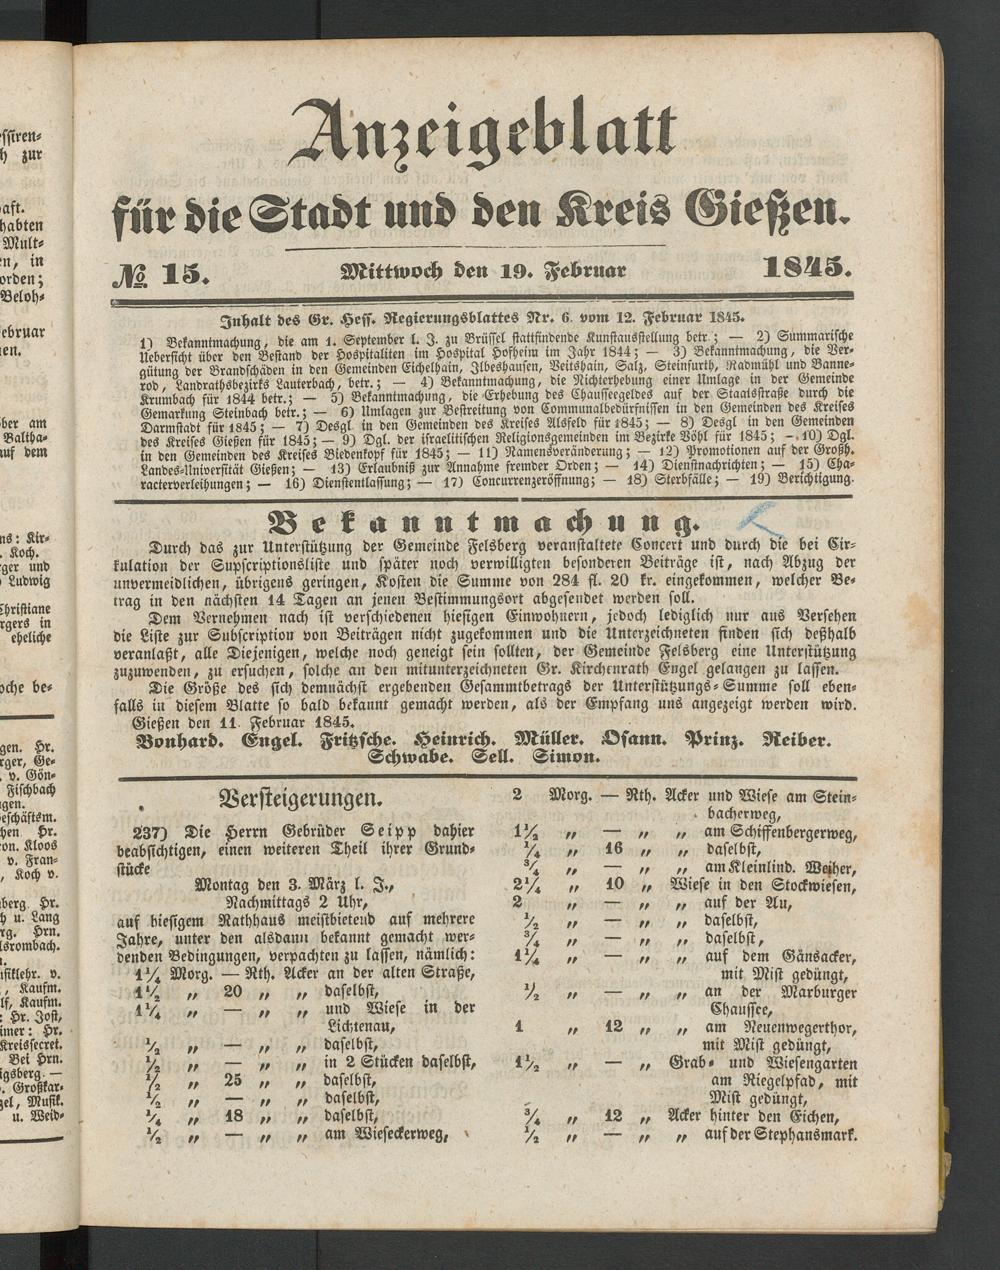 Anzeigeblatt
für die Stadt und den Kreis Gießen.
№ 15. Mittwoch den 19. Februar 1845.
Inhalt des Gr. Hess. Regierungsblattes Nr. 6. vom 12. Februar 1845.
1) Bekanntmachung, die am 1. September l. J. zu Brüssel stattfindende Kunstausstellung betr.; — 2) Summarische
Uebersicht über den Bestand der Hospitaliten im Hospital Hofheim im Jahr 1844; — 3) Bekanntmachung, die Ver-
gütung der Brandschäden in den Gemeinden Eichelhain, Ilbeshausen, Veitshain, Salz, Steinfurth, Radmühl und Banne-
rod, Landrathsbezirks Lauterbach, betr.; — 4) Bekanntmachung, die Nichterhebung einer Umlage in der Gemeinde
Krumbach für 1844 betr.; — 5) Bekanntmachung, die Erhebung des Chausseegeldes auf der Staatsstraße durch die
Gemarkung Steinbach betr.; — 6) Umlagen zur Bestreitung von Communalbedürfnissen in den Gemeinden des Kreises
Darmstadt für 1845; — 7) Desgl in den Gemeinden des Kreises Alsfeld für 1845; — 8) Desgl in den Gemeinden
des Kreises Gießen für 1845; — 9) Dgl. der israelitischen Religionsgemeinden im Bezirke Vöhl für 1845; — 10) Dgl.
in den Gemeinden des Kreises Biedenkopf für 1845; — 11) Namensveränderung; — 12) Promotionen auf der Großh.
Landes-Universität Gießen; — 13) Erlaubniß zur Annahme fremder Orden; — 14) Dienstnachrichten; — 15) Cha-
racterverleihungen; — 16) Dienstentlassung; — 17) Concurrenzeröffnung; — 18) Sterbfälle; — 19) Berichtigung.
Bekanntmachung.
Durch das zur Unterstützung der Gemeinde Felsberg veranstaltete Concert und durch die bei Cir-
kulation der Supscriptionsliste und später noch verwilligten besonderen Beiträge ist, nach Abzug der
unvermeidlichen, übrigens geringen, Kosten die Summe von 284 fl. 20 kr. eingekommen, welcher Be-
trag in den nächsten 14 Tagen an jenen Bestimmungsort abgesendet werden soll.
Dem Vernehmen nach ist verschiedenen hiesigen Einwohnern, jedoch lediglich nur aus Versehen
die Liste zur Subscription von Beiträgen nicht zugekommen und die Unterzeichneten finden sich deßhalb
veranlaßt, alle Diejenigen, welche noch geneigt sein sollten, der Gemeinde Felsberg eine Unterstützung
zuzuwenden, zu ersuchen, solche an den mitunterzeichneten Gr. Kirchenrath Engel gelangen zu lassen.
Die Größe des sich demnächst ergebenden Gesammtbetrags der Unterstützungs-Summe soll eben-
falls in diesem Blatte so bald bekannt gemacht werden, als der Empfang uns angezeigt werden wird.
Gießen den 11. Februar 1845.
Bonhard. Engel. Fritzsche. Heinrich. Müller. Osann. Prinz. Reiber.
Schwabe. Sell. Simon.
Versteigerungen.
237) Die Herrn Gebrüder Seipp dahier
beabsichtigen, einen weiteren Theil ihrer Grund-
stücke
Montag den 3. März l. J.,
Nachmittags 2 Uhr,
auf hiesigem Rathhaus meistbietend auf mehrere
Jahre, unter den alsdann bekannt gemacht wer-
denden Bedingungen, verpachten zu lassen, nämlich:
1¼ Morg. — Rth. Acker an der alten Straße,
1½ „ 20 „ „ daselbst,
1¼ „ — „ „ und Wiese in der
Lichtenau,
½ „ — „ „ daselbst,
½ „ — „ „ in 2 Stücken daselbst,
½ „ 25 „ „ daselbst,
½ „ — „ „ daselbst,
¼ „ 18 „ „ daselbst,
½ „ — „ „ am Wieseckerweg,
2 Morg. — Rth. Acker und Wiese am Stein-
bacherweg,
1½ „ — „ „ am Schiffenbergerweg,
¼ „ 16 „ „ daselbst,
¾ „ — „ „ am Kleinlind. Weiher,
2¼ „ 10 „ Wiese in den Stockwiesen,
2 „ — „ „ auf der Au,
½ „ — „ „ daselbst,
¾ „ — „ „ daselbst,
1¼ „ — „ „ auf dem Gänsacker,
mit Mist gedüngt,
½ „ — „ „ an der Marburger
Chaussee,
1 „ 12 „ „ am Neuenwegerthor,
mit Mist gedüngt,
1½ „ — „ Grab- und Wiesengarten
am Riegelpfad, mit
Mist gedüngt,
¾ „ 12 „ Acker hinter den Eichen,
½ „ — „ „ auf der Stephansmark.